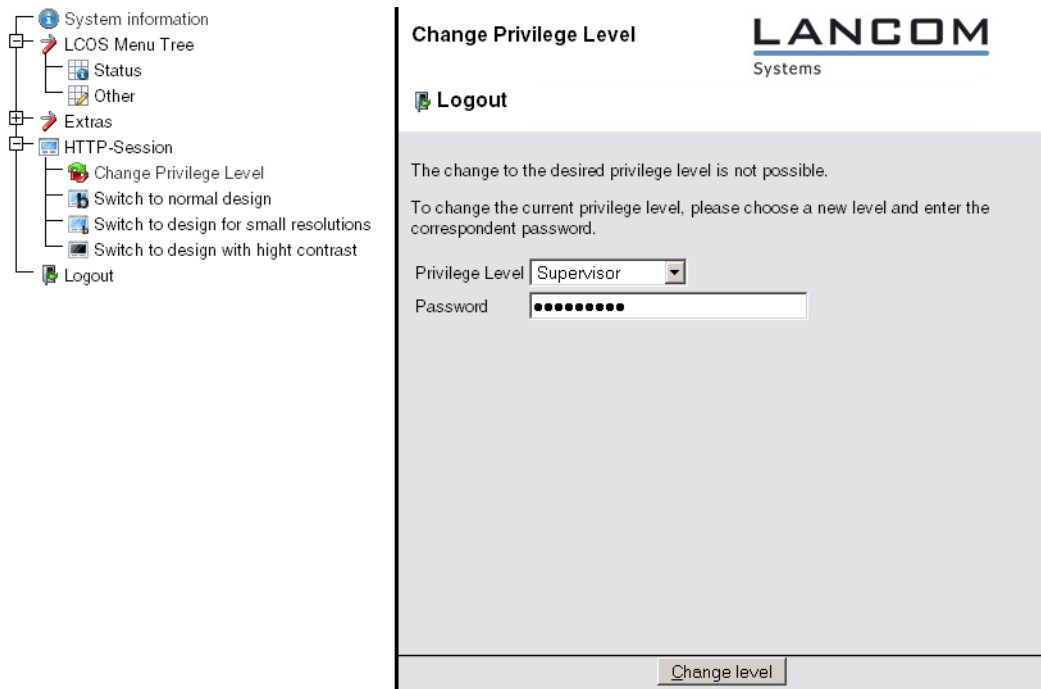 System information
LCOS Menu Tree
Status
Other
Extras
HTTP-Session
Change Privilege Level
Switch to normal design
Switch to design for small resolutions
Switch to design with hight contrast
Logout
Change Privilege Level
LANCOM
Systems
Logout
The change to the desired privilege level is not possible.
To change the current privilege level, please choose a new level and enter the
correspondent password.
Privilege Level Supervisor
Password •••••••••
Change level